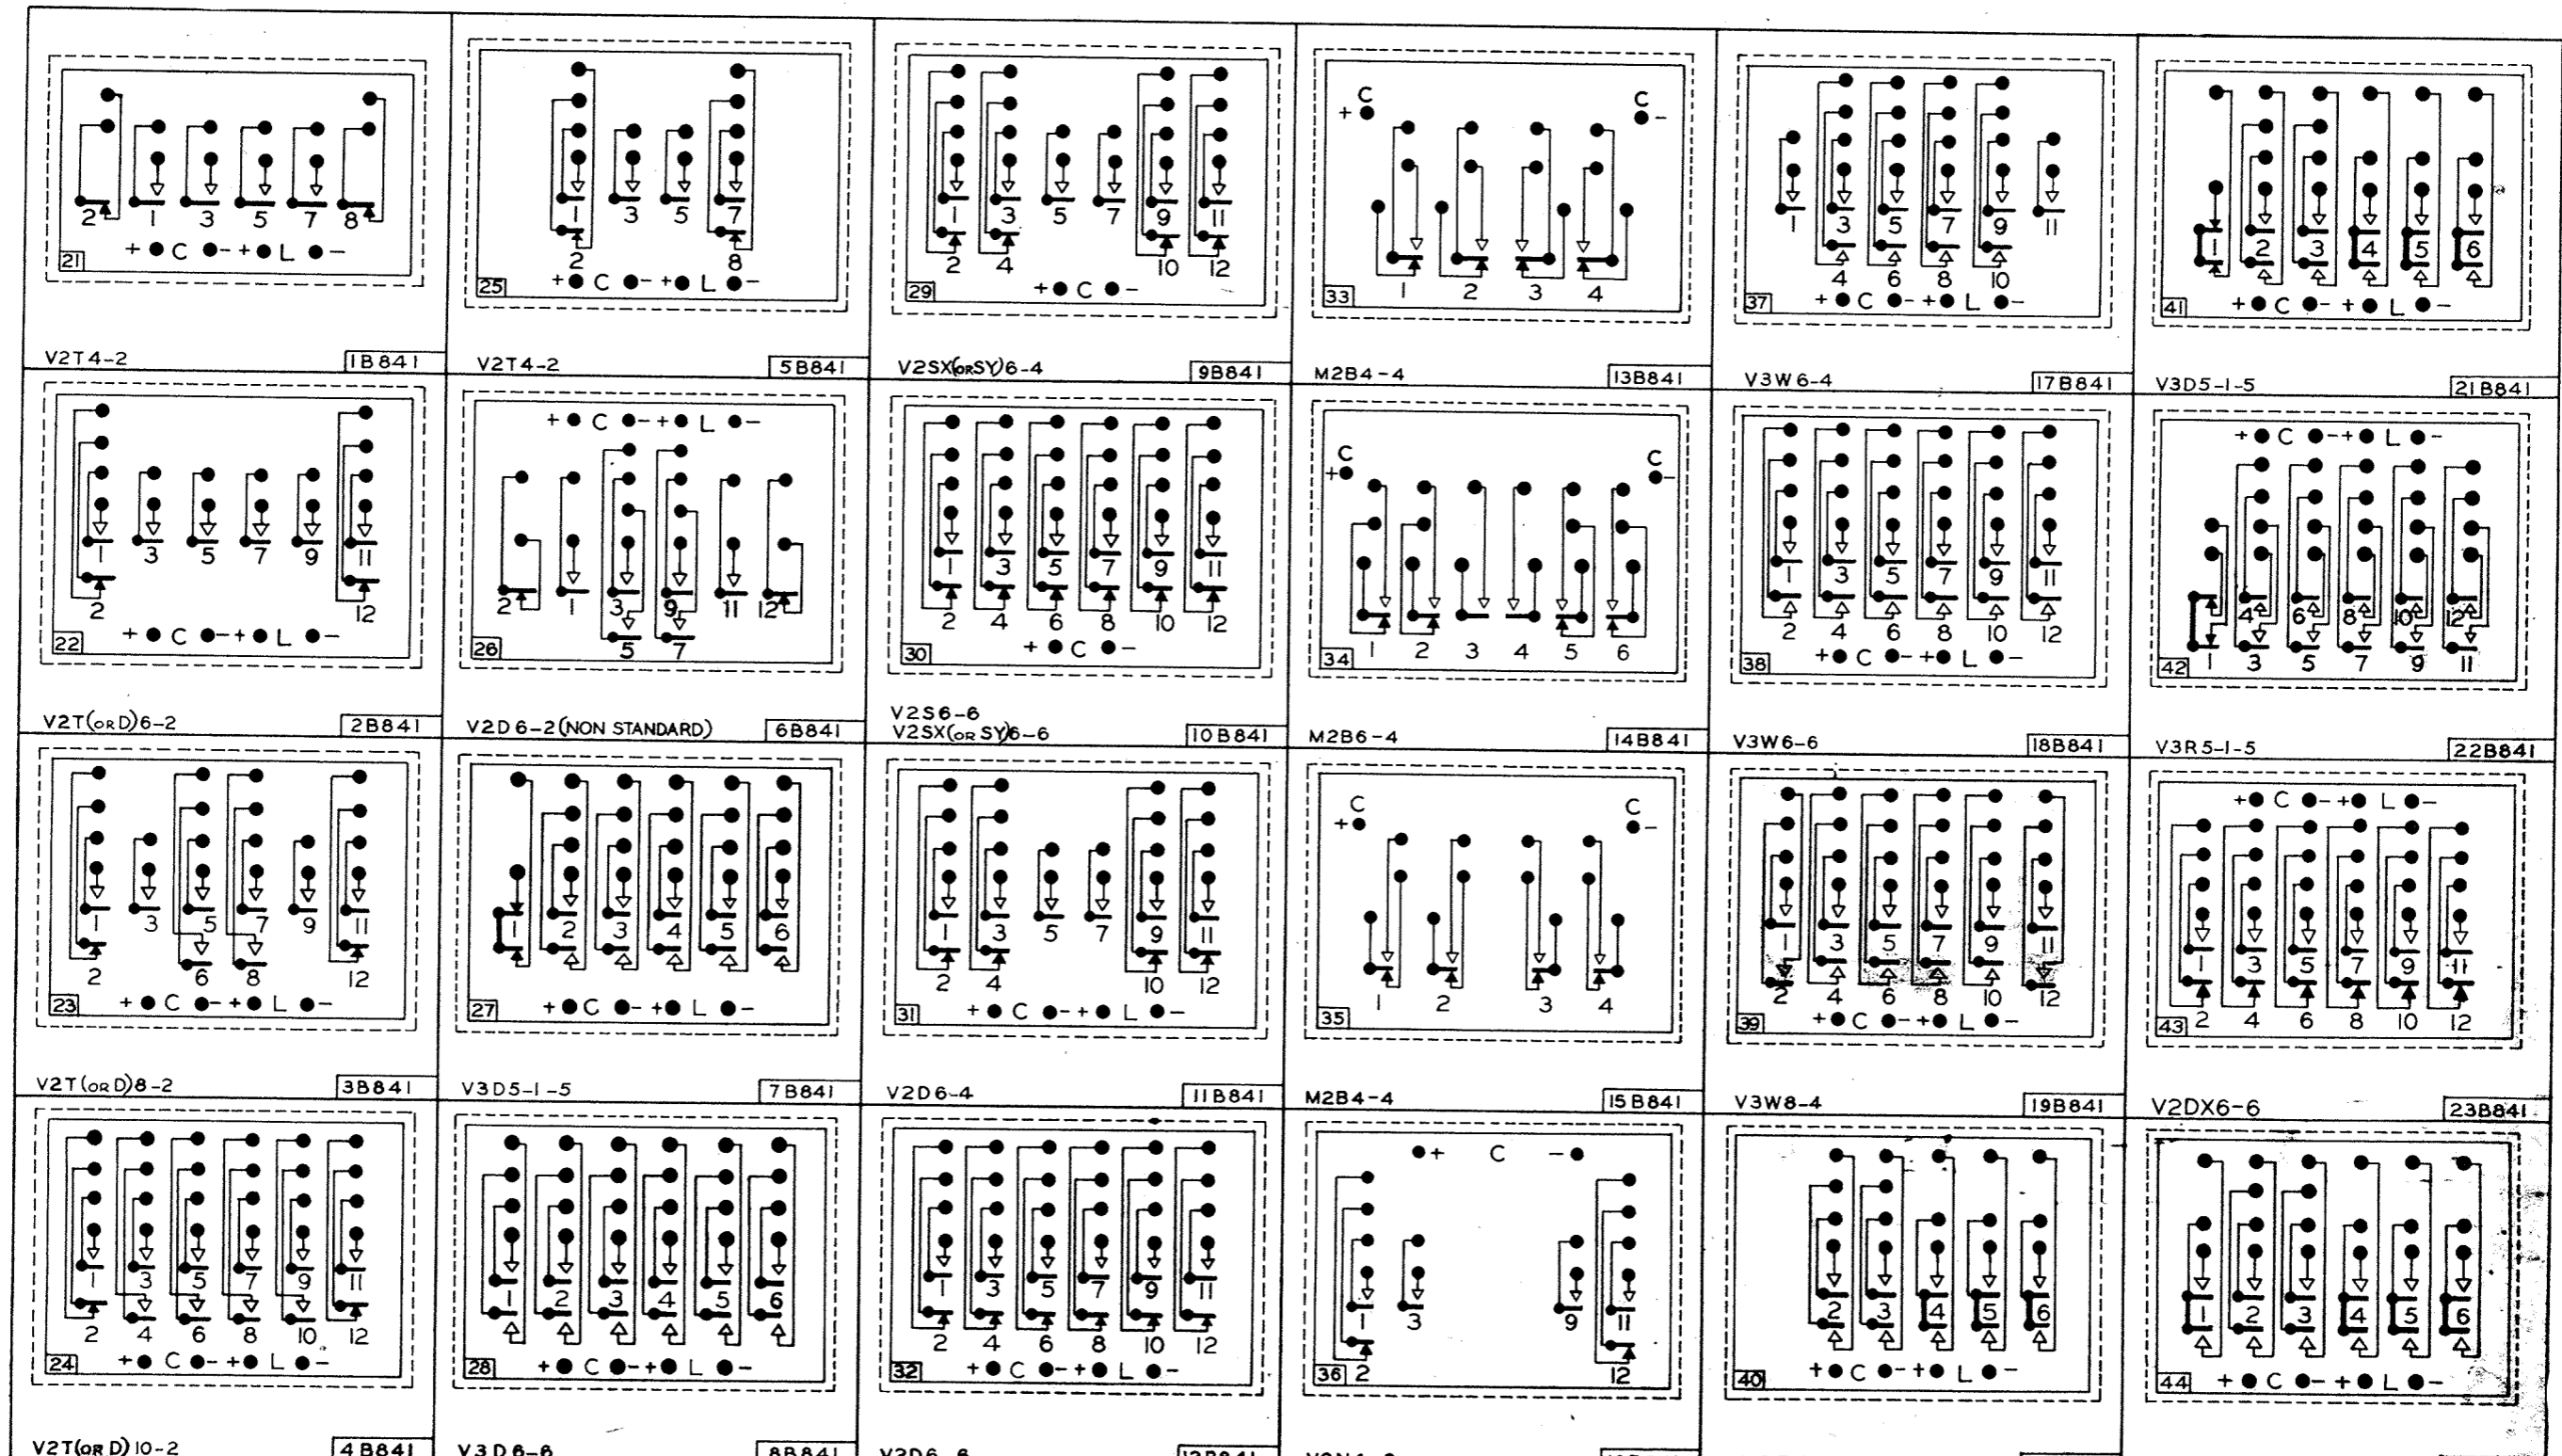 2 1 3 5 7 8
+ C - + L -
21
V2T4-2 1B841
1 3 5 7
2 8
+ C - + L -
25
V2T4-2 5B841
1 3 5 7 9 11
2 4 10 12
+ C -
29
V2SX(OR SY)6-4 9B841
C C
+ -
1 2 3 4
33
M2B4-4 13B841
1 3 5 7 9 11
4 6 8 10
+ C - + L -
37
V3W6-4 17B841
1 2 3 4 5 6
+ C - + L -
41
V3D5-1-5 21B841
1 3 5 7 9 11
2 12
+ C - + L -
22
V2T(OR D)6-2 2B841
+ C - + L -
2 1 3 9 11 12
5 7
26
V2D6-2(NON STANDARD) 6B841
1 3 5 7 9 11
2 4 6 8 10 12
+ C -
30
V2S6-6
V2SX(OR SY)6-6 10B841
C C
+ -
1 2 3 4 5 6
34
M2B6-4 14B841
1 3 5 7 9 11
2 4 6 8 10 12
+ C - + L -
38
V3W6-6 18B841
+ C - + L -
4 6 8 10 12
1 3 5 7 9 11
42
V3R5-1-5 22B841
1 3 5 7 9 11
2 6 8 12
+ C - + L -
23
V2T(OR D)8-2 3B841
1 2 3 4 5 6
+ C - + L -
27
V3D5-1-5 7B841
1 3 5 7 9 11
2 4 10 12
+ C - + L -
31
V2D6-4 11B841
C C
+ -
1 2 3 4
35
M2B4-4 15B841
1 3 5 7 9 11
2 4 6 8 10 12
+ C - + L -
39
V3W8-4 19B841
+ C - + L -
1 3 5 7 9 11
2 4 6 8 10 12
43
V2DX6-6 23B841
1 3 5 7 9 11
2 4 6 8 10 12
+ C - + L -
24
V2T(OR D)10-2 4B841
1 2 3 4 5 6
+ C - + L -
28
V3D6-6 8B841
1 3 5 7 9 11
2 4 6 8 10 12
+ C - + L -
32
V2D6-6 12B841
+ C -
1 3 9 11
2 12
36
2 3 4 5 6
+ C - + L -
40
1 2 3 4 5 6
+ C - + L -
44